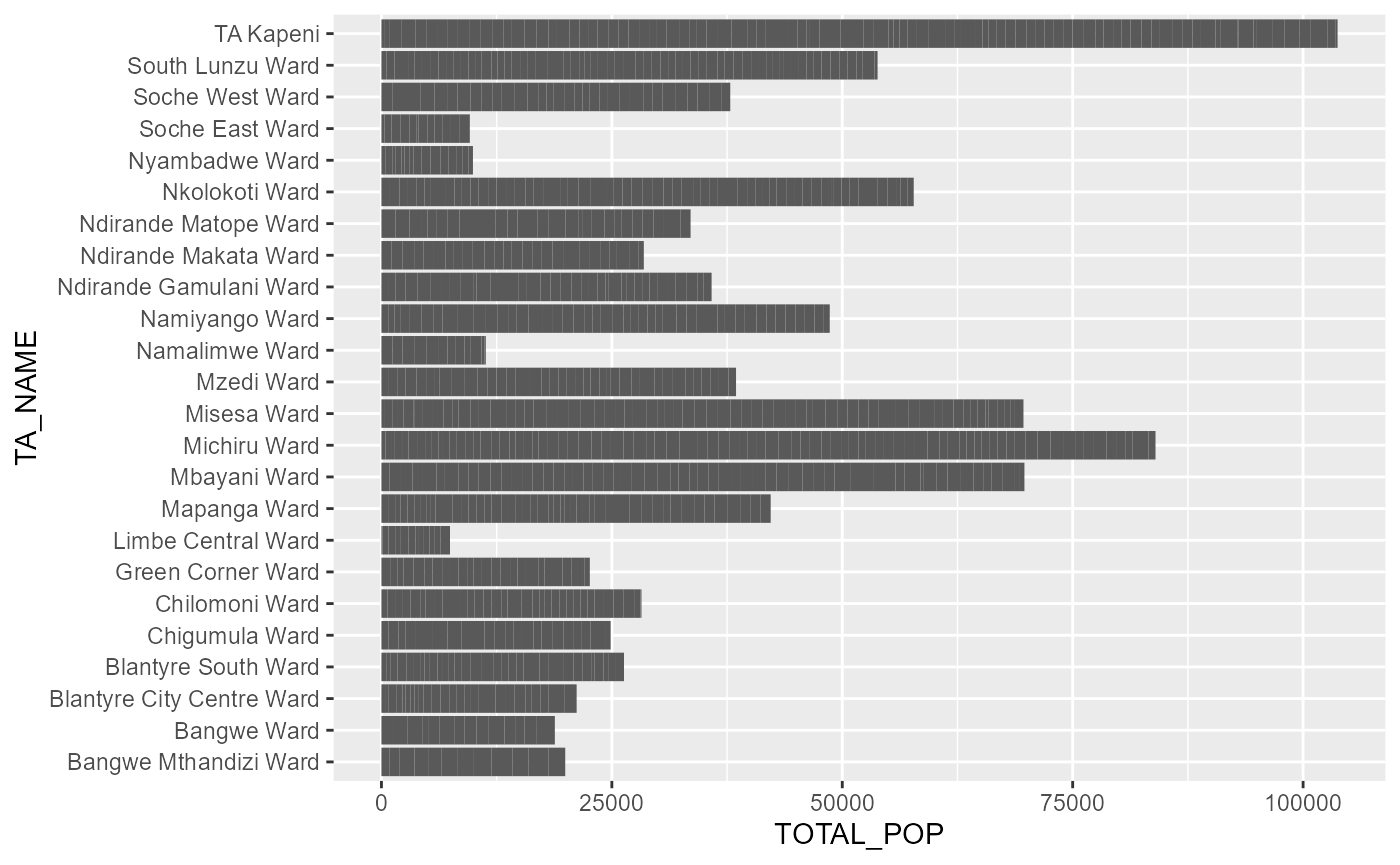 TA_NAME
TA Kapeni
South Lunzu Ward
Soche West Ward
Soche East Ward
Nyambadwe Ward
Nkolokoti Ward
Ndirande Matope Ward
Ndirande Makata Ward
Ndirande Gamulani Ward
Namiyango Ward
Namalimwe Ward
Mzedi Ward
Misesa Ward
Michiru Ward
Mbayani Ward
Mapanga Ward
Limbe Central Ward
Green Corner Ward
Chilomoni Ward
Chigumula Ward
Blantyre South Ward
Blantyre City Centre Ward
Bangwe Ward
Bangwe Mthandizi Ward
0 25000 50000 75000 100000
TOTAL_POP